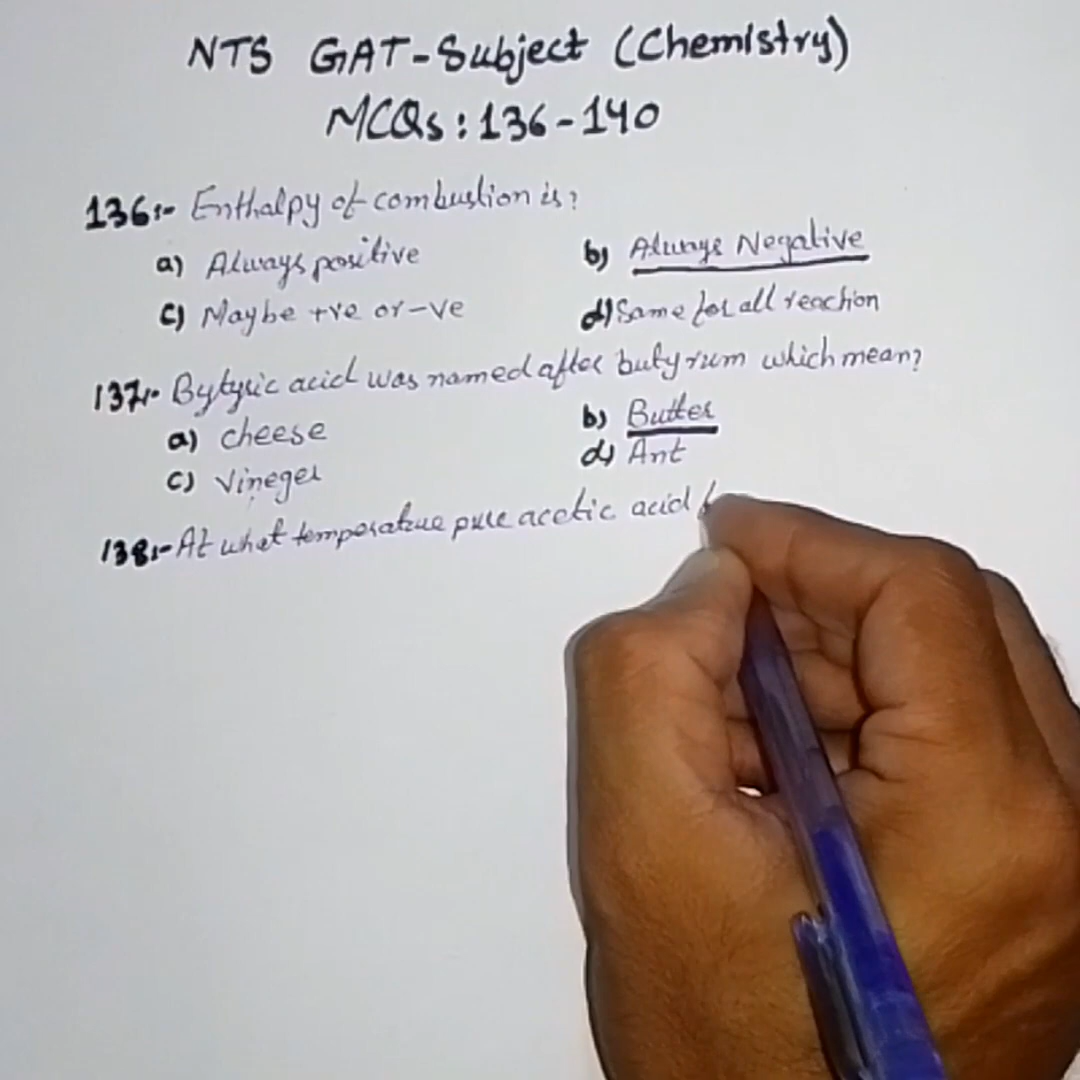 NTS GAT-Subject (Chemistry)
MCQs: 136-140
136:- Enthalpy of combustion is?
a) Always positive b) Always Negative
c) Maybe +ve or -ve d) Same for all reaction
137:- Bytyric acid was named after butyrum which mean?
a) cheese b) Butter
c) Vineger d) Ant
138:- At what temperature pure acetic acid